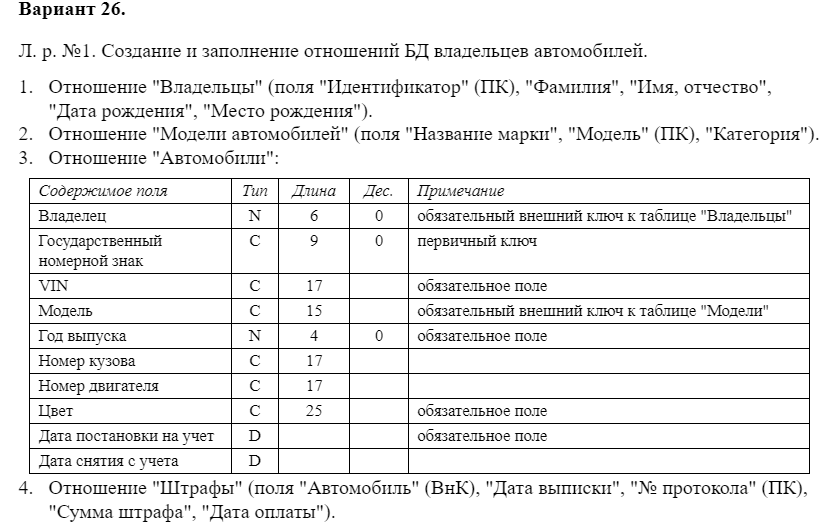 Вариант 26.
Л. р. №1. Создание и заполнение отношений БД владельцев автомобилей.
1. Отношение "Владельцы" (поля "Идентификатор" (ПК), "Фамилия", "Имя, отчество",
"Дата рождения", "Место рождения").
2. Отношение "Модели автомобилей" (поля "Название марки", "Модель" (ПК), "Категория").
3. Отношение "Автомобили":
Содержимое поля Тип Длина Дес. Примечание
Владелец N 6 0 обязательный внешний ключ к таблице "Владельцы"
Государственный C 9 0 первичный ключ
номерной знак
VIN C 17 обязательное поле
Модель C 15 обязательный внешний ключ к таблице "Модели"
Год выпуска N 4 0 обязательное поле
Номер кузова C 17
Номер двигателя C 17
Цвет C 25 обязательное поле
Дата постановки на учет D обязательное поле
Дата снятия с учета D
4. Отношение "Штрафы" (поля "Автомобиль" (ВнК), "Дата выписки", "№ протокола" (ПК),
"Сумма штрафа", "Дата оплаты").